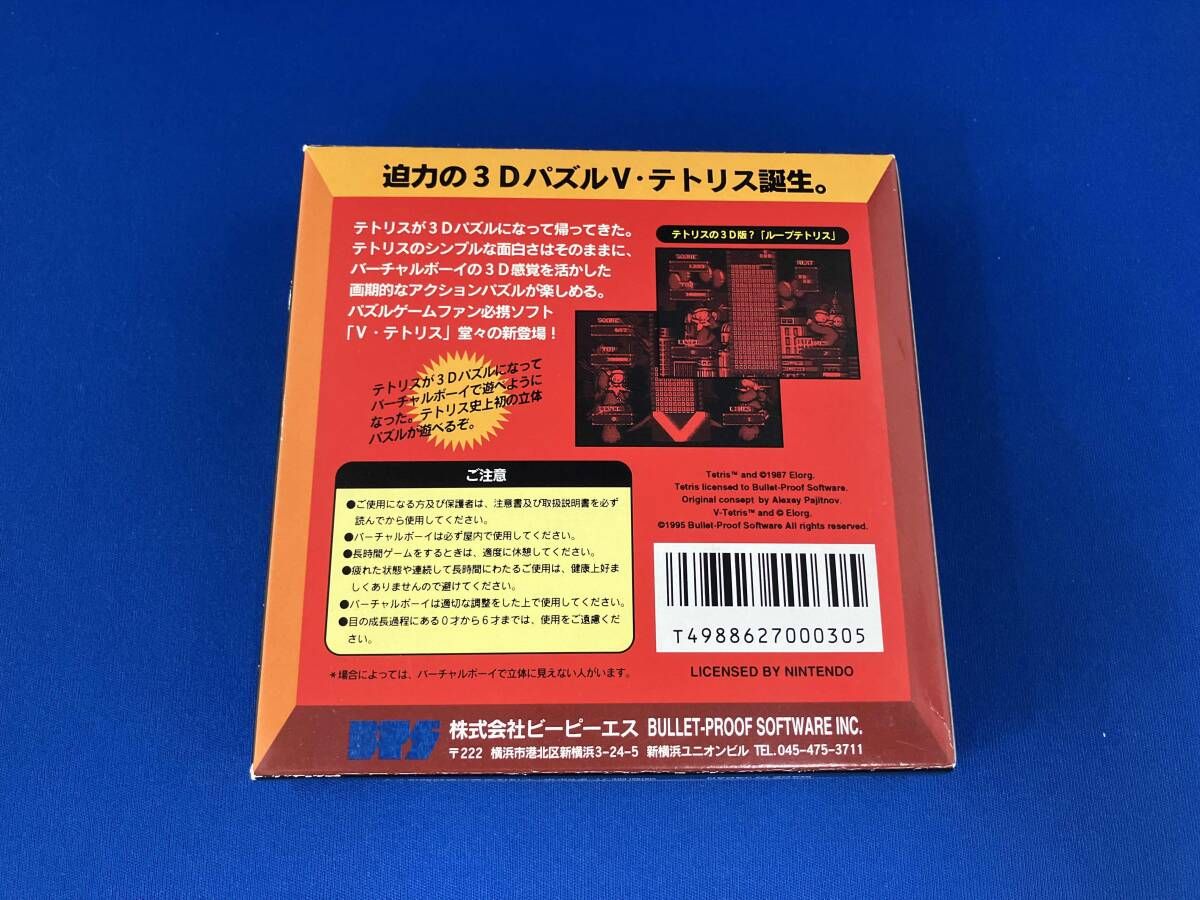 迫力の3DパズルV・テトリス誕生。
テトリスが3Dパズルになって帰ってきた。
テトリスのシンプルな面白さはそのままに、
バーチャルボーイの3D感覚を活かした
画期的なアクションパズルが楽しめる。
パズルゲームファン必携ソフト
「V・テトリス」堂々の新登場!
テトリスが3Dパズルになって
バーチャルボーイで遊べように
なった。テトリス史上初の立体
パズルが遊べるぞ。
テトリスの3D版?「ループテトリス」
SCORE
NEXT
LEVEL
LINES
ご注意
●ご使用になる方及び保護者は、注意書及び取扱説明書を必ず
読んでから使用してください。
●バーチャルボーイは必ず屋内で使用してください。
●長時間ゲームをするときは、適度に休憩してください。
●疲れた状態や連続して長時間にわたるご使用は、健康上好ま
しくありませんので避けてください。
●バーチャルボーイは適切な調整をした上で使用してください。
●目の成長過程にある0才から6才までは、使用をご遠慮くだ
さい。
*場合によっては、バーチャルボーイで立体に見えない人がいます。
Tetris™ and ©1987 Elorg.
Tetris licensed to Bullet-Proof Software.
Original consept by Alexey Pajitnov.
V-Tetris™ and © Elorg.
©1995 Bullet-Proof Software All rights reserved.
T4988627000305
LICENSED BY NINTENDO
BPS 株式会社ビーピーエス BULLET-PROOF SOFTWARE INC.
〒222 横浜市港北区新横浜3-24-5 新横浜ユニオンビル TEL.045-475-3711